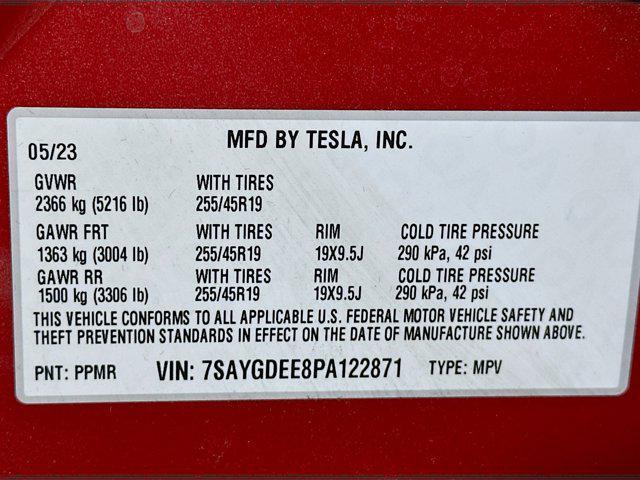 MFD BY TESLA, INC.
05/23
GVWR WITH TIRES
2366 kg (5216 lb) 255/45R19
GAWR FRT WITH TIRES RIM COLD TIRE PRESSURE
1363 kg (3004 lb) 255/45R19 19X9.5J 290 kPa, 42 psi
GAWR RR WITH TIRES RIM COLD TIRE PRESSURE
1500 kg (3306 lb) 255/45R19 19X9.5J 290 kPa, 42 psi
THIS VEHICLE CONFORMS TO ALL APPLICABLE U.S. FEDERAL MOTOR VEHICLE SAFETY AND
THEFT PREVENTION STANDARDS IN EFFECT ON THE DATE OF MANUFACTURE SHOWN ABOVE.
PNT: PPMR VIN: 7SAYGDEE8PA122871 TYPE: MPV